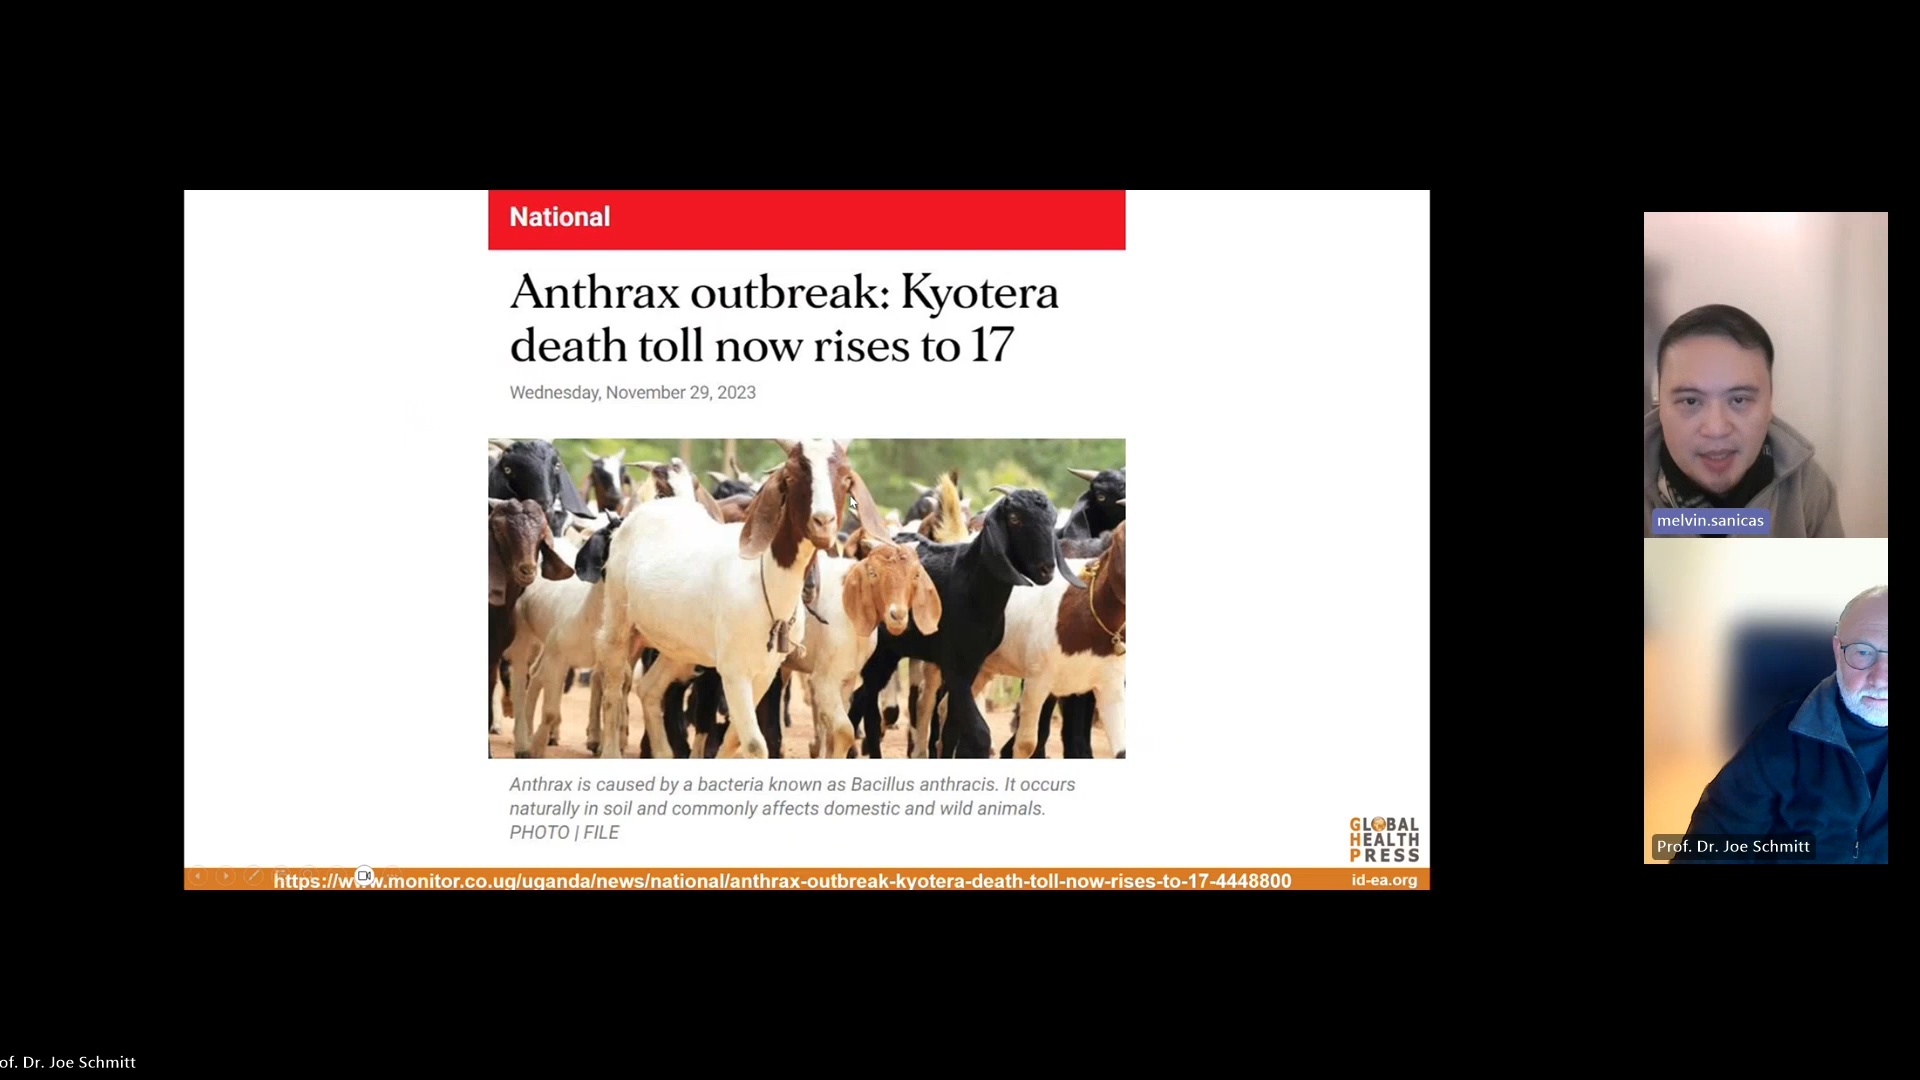 National
Anthrax outbreak: Kyotera
death toll now rises to 17
Wednesday, November 29, 2023
Anthrax is caused by a bacteria known as Bacillus anthracis. It occurs
naturally in soil and commonly affects domestic and wild animals.
PHOTO | FILE
GLOBAL
HEALTH
PRESS
https://www.monitor.co.ug/uganda/news/national/anthrax-outbreak-kyotera-death-toll-now-rises-to-17-4448800
id-ea.org
melvin.sanicas
Prof. Dr. Joe Schmitt
of. Dr. Joe Schmitt